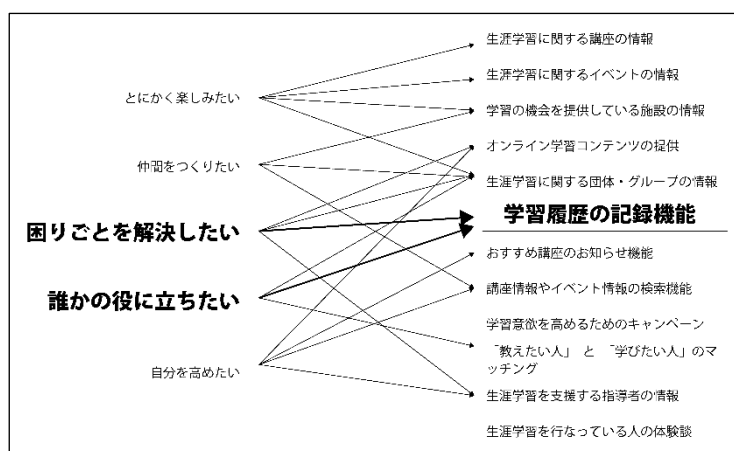 とにかく楽しみたい
仲間をつくりたい
困りごとを解決したい
誰かの役に立ちたい
自分を高めたい
生涯学習に関する講座の情報
生涯学習に関するイベントの情報
学習の機会を提供している施設の情報
オンライン学習コンテンツの提供
生涯学習に関する団体・グループの情報
学習履歴の記録機能
おすすめ講座のお知らせ機能
講座情報やイベント情報の検索機能
学習意欲を高めるためのキャンペーン
「教えたい人」 と 「学びたい人」のマ
ッチング
生涯学習を支援する指導者の情報
生涯学習を行なっている人の体験談